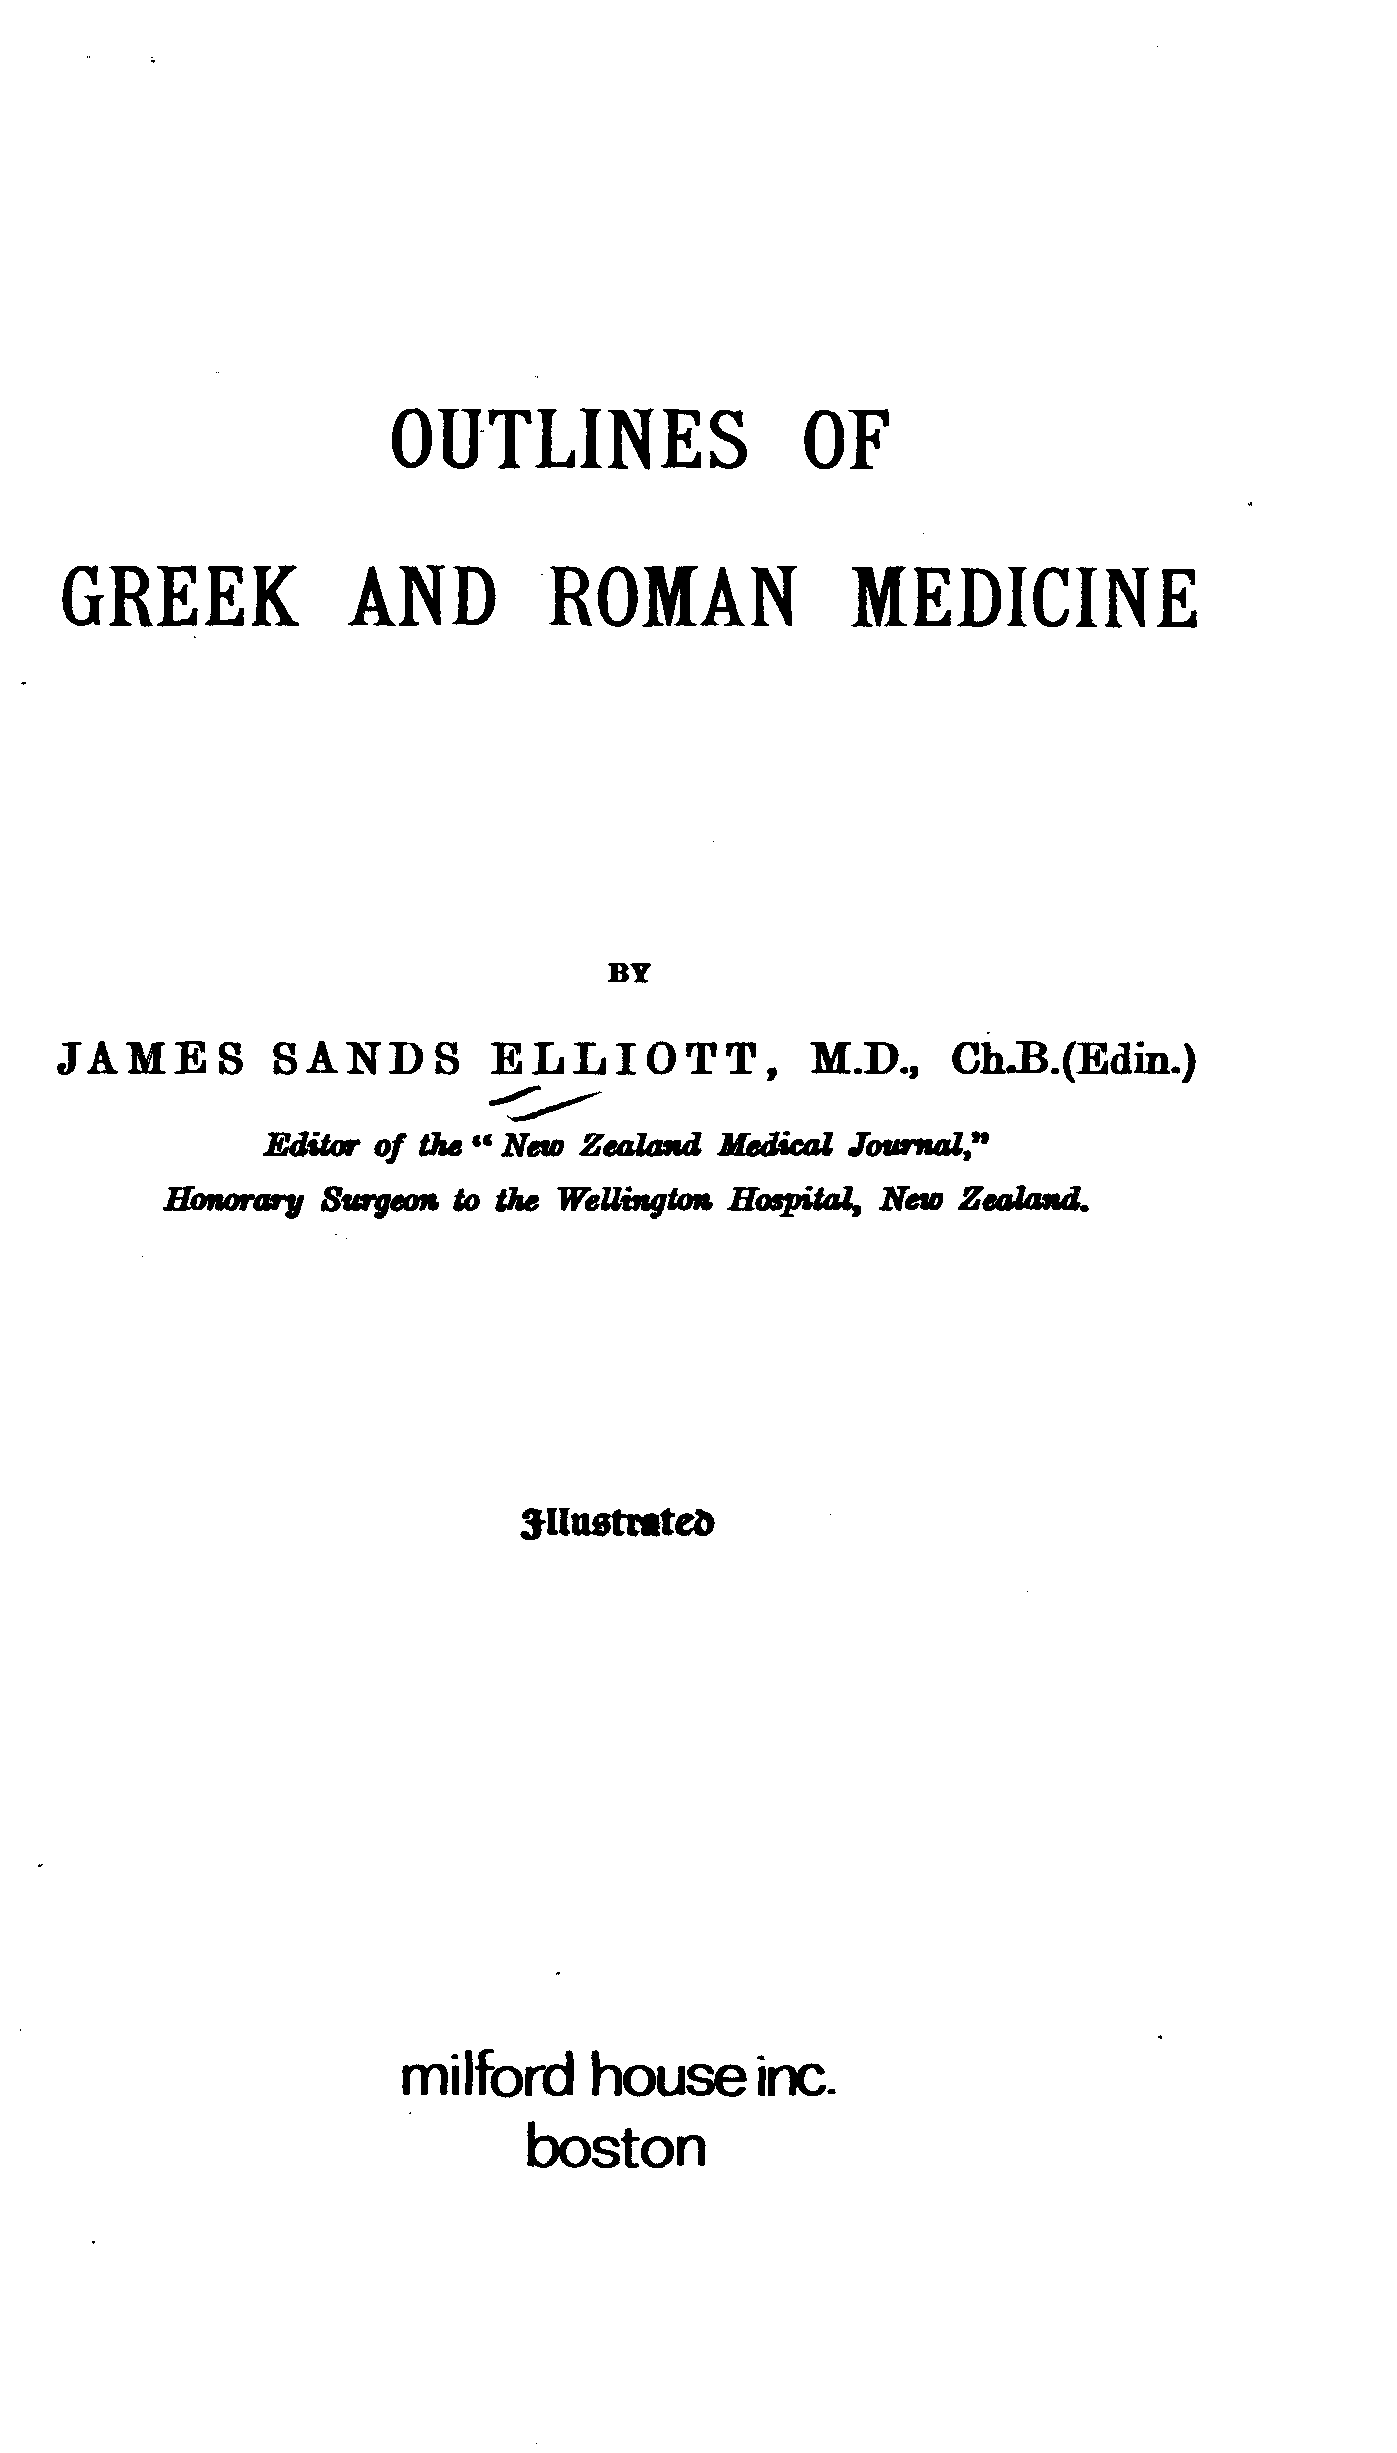 OUTLINES OF
GREEK AND ROMAN MEDICINE
BY
JAMES SANDS ELLIOTT, M.D., Ch.B.(Edin.)
Editor of the "New Zealand Medical Journal,"
Honorary Surgeon to the Wellington Hospital, New Zealand.
Illustrated
milford house inc.
boston